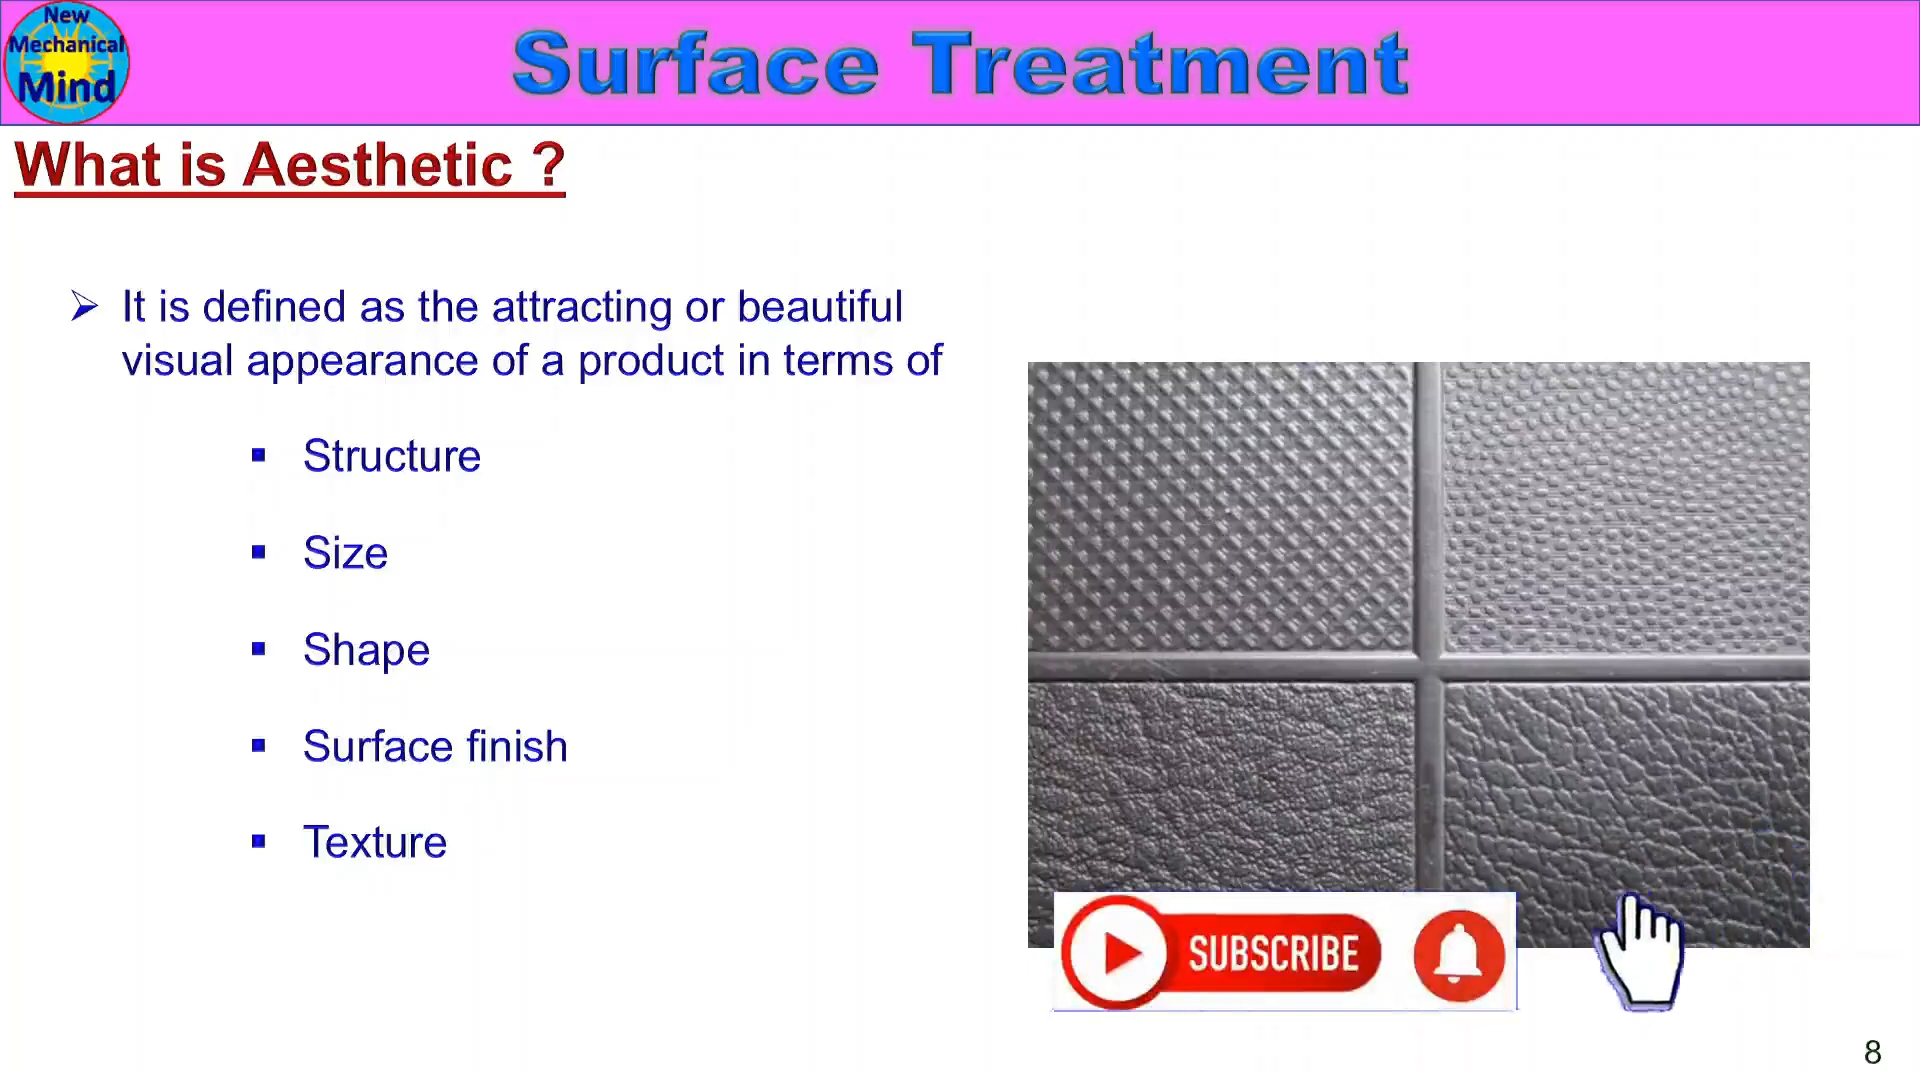 New
Mechanical
Mind
Surface Treatment
What is Aesthetic ?
It is defined as the attracting or beautiful
visual appearance of a product in terms of
Structure
Size
Shape
Surface finish
Texture
SUBSCRIBE
8